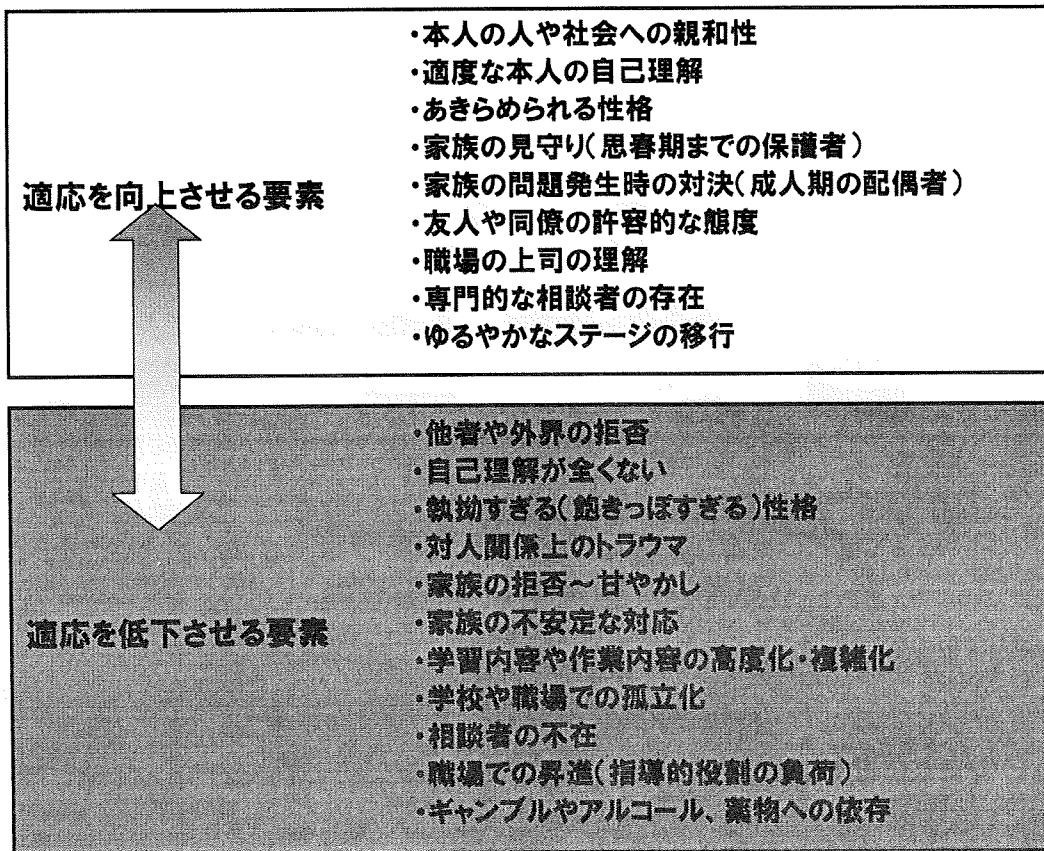 適応を向上させる要素
・本人の人や社会への親和性
・適度な本人の自己理解
・あきらめられる性格
・家族の見守り(思春期までの保護者)
・家族の問題発生時の対決(成人期の配偶者)
・友人や同僚の許容的な態度
・職場の上司の理解
・専門的な相談者の存在
・ゆるやかなステージの移行
適応を低下させる要素
・他者や外界の拒否
・自己理解が全くない
・執拗すぎる(飽きっぽすぎる)性格
・対人関係上のトラウマ
・家族の拒否～甘やかし
・家族の不安定な対応
・学習内容や作業内容の高度化・複雑化
・学校や職場での孤立化
・相談者の不在
・職場での昇進(指導的役割の負荷)
・ギャンブルやアルコール、薬物への依存